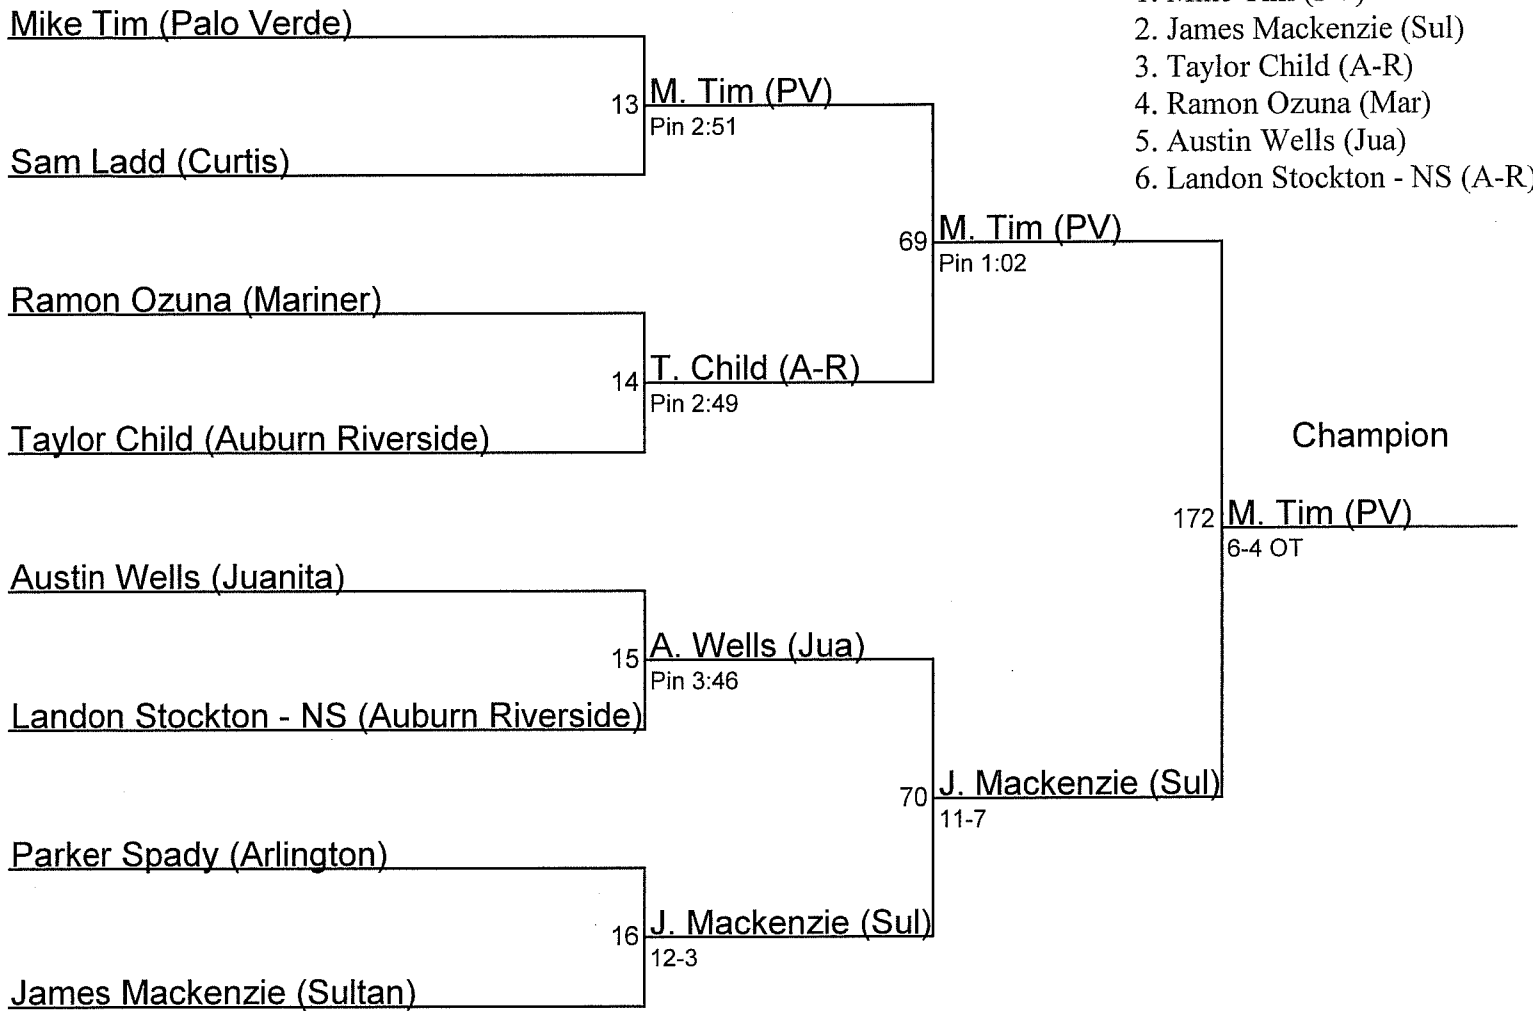 Mike Tim (Palo Verde)
2. James Mackenzie (Sul)
3. Taylor Child (A-R)
4. Ramon Ozuna (Mar)
5. Austin Wells (Jua)
6. Landon Stockton - NS (A-R)
13 M. Tim (PV)
Pin 2:51
Sam Ladd (Curtis)
69 M. Tim (PV)
Pin 1:02
Ramon Ozuna (Mariner)
14 T. Child (A-R)
Pin 2:49
Taylor Child (Auburn Riverside)
Champion
172 M. Tim (PV)
6-4 OT
Austin Wells (Juanita)
15 A. Wells (Jua)
Pin 3:46
Landon Stockton - NS (Auburn Riverside)
70 J. Mackenzie (Sul)
11-7
Parker Spady (Arlington)
16 J. Mackenzie (Sul)
12-3
James Mackenzie (Sultan)